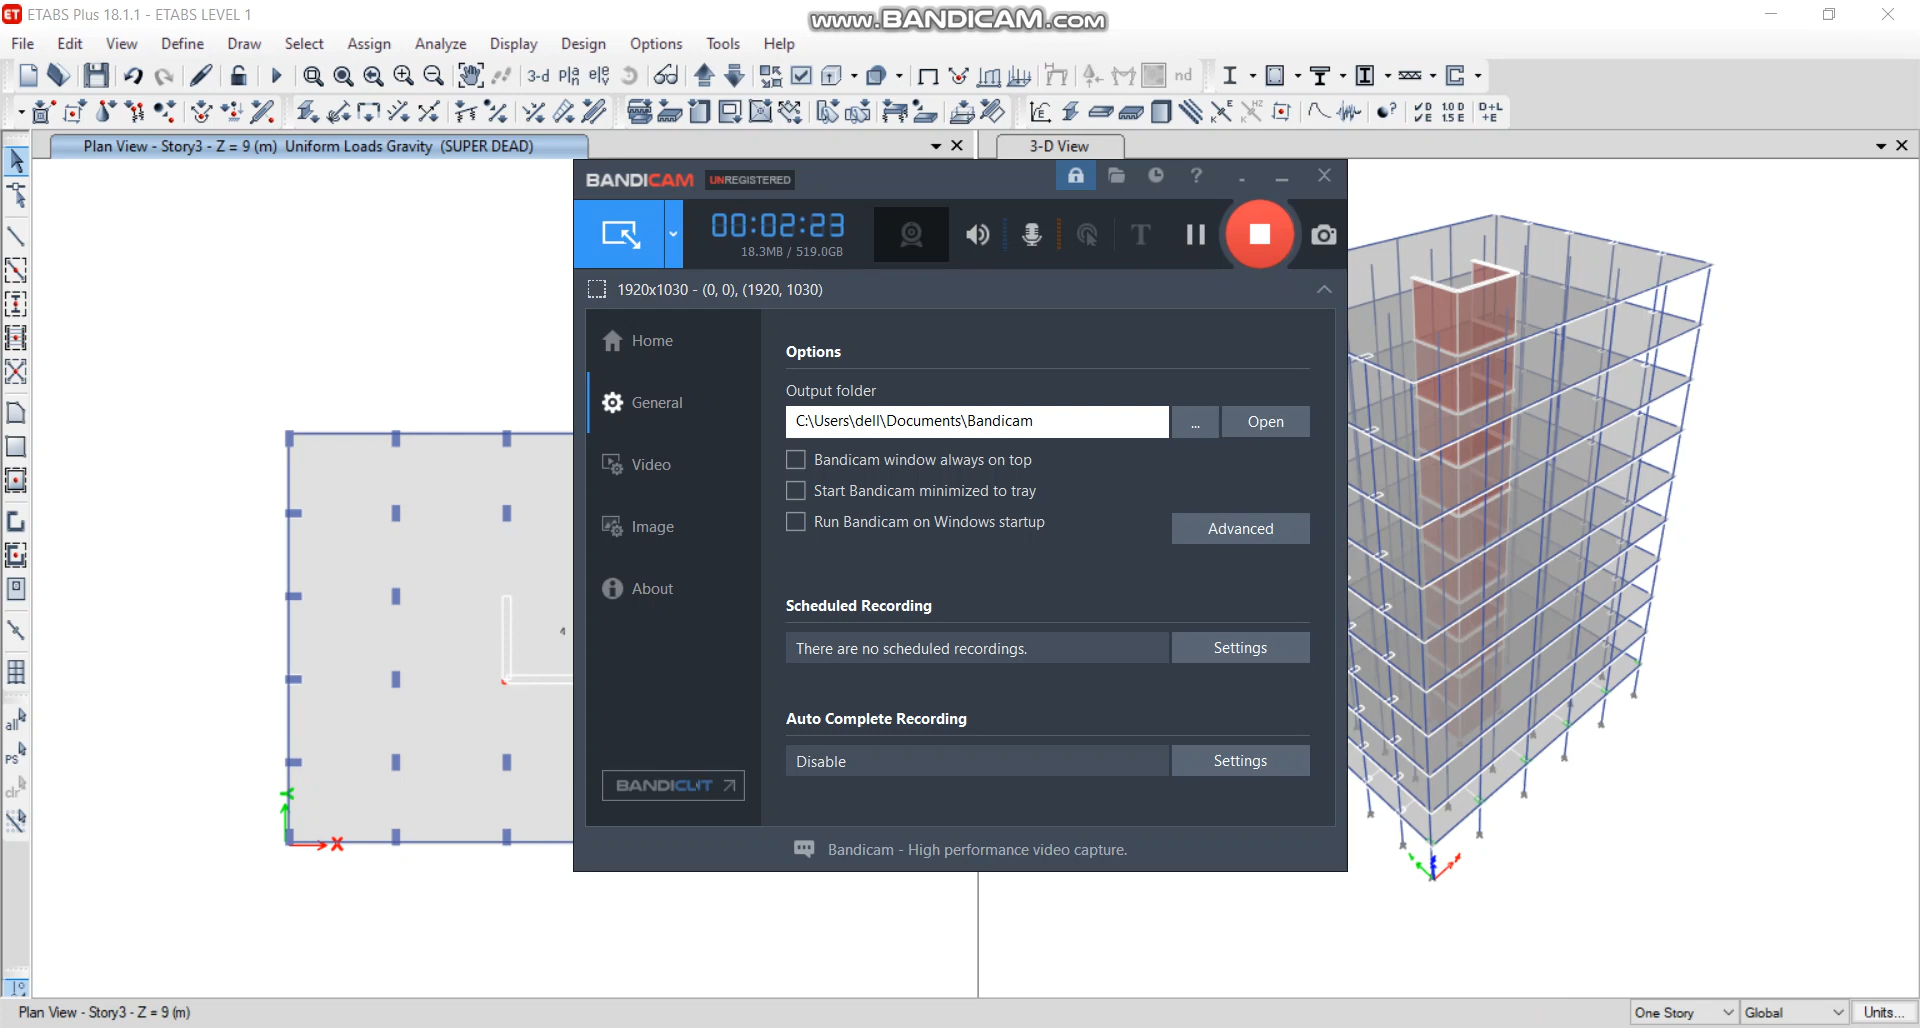 ETABS Plus 18.1.1 - ETABS LEVEL 1
www.BANDICAM.com
File Edit View Define Draw Select Assign Analyze Display Design Options Tools Help
3-d
nd
Plan View - Story3 - Z = 9 (m) Uniform Loads Gravity (SUPER DEAD)
3-D View
BANDICAM UNREGISTERED
00:02:23
18.3MB / 519.0GB
1920x1030 - (0, 0), (1920, 1030)
Home
General
Video
Image
About
BANDICUT
Options
Output folder
C:\Users\dell\Documents\Bandicam
...
Open
Bandicam window always on top
Start Bandicam minimized to tray
Run Bandicam on Windows startup
Advanced
Scheduled Recording
There are no scheduled recordings.
Settings
Auto Complete Recording
Disable
Settings
Bandicam - High performance video capture.
4
X
all
PS
Plan View - Story3 - Z = 9 (m)
One Story
Global
Units...